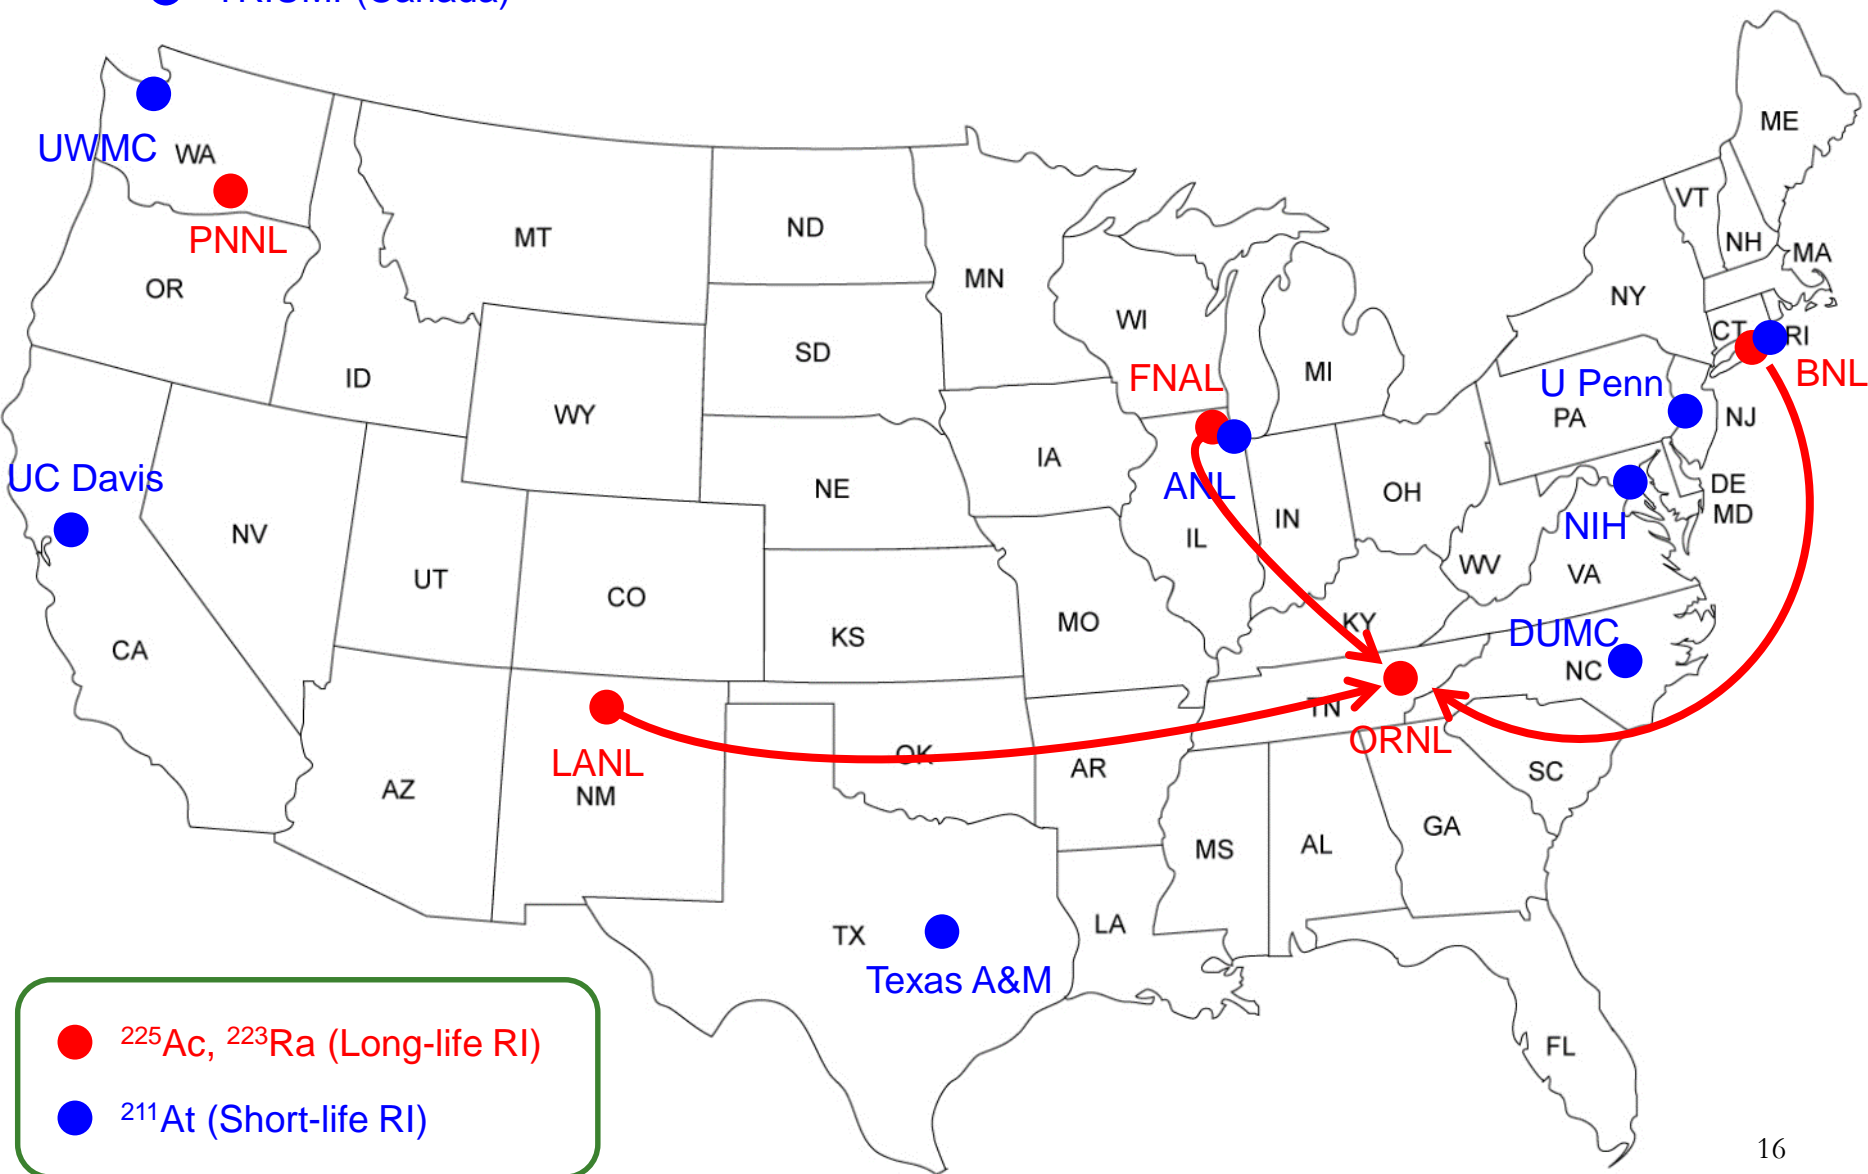 UWMC
WA
PNNL
OR
MT
ND
MN
ID
SD
WI
WY
MI
FNAL
ME
VT
NH
MA
NY
CT
RI
BNL
U Penn
PA
NJ
UC Davis
NV
NE
IA
ANL
IL
IN
OH
DE
MD
NIH
WV
VA
UT
CO
KS
MO
KY
DUMC
NC
CA
TN
ORNL
LANL
NM
AZ
OK
AR
SC
MS
AL
GA
TX
LA
Texas A&M
FL
²²⁵Ac, ²²³Ra (Long-life RI)
²¹¹At (Short-life RI)
16